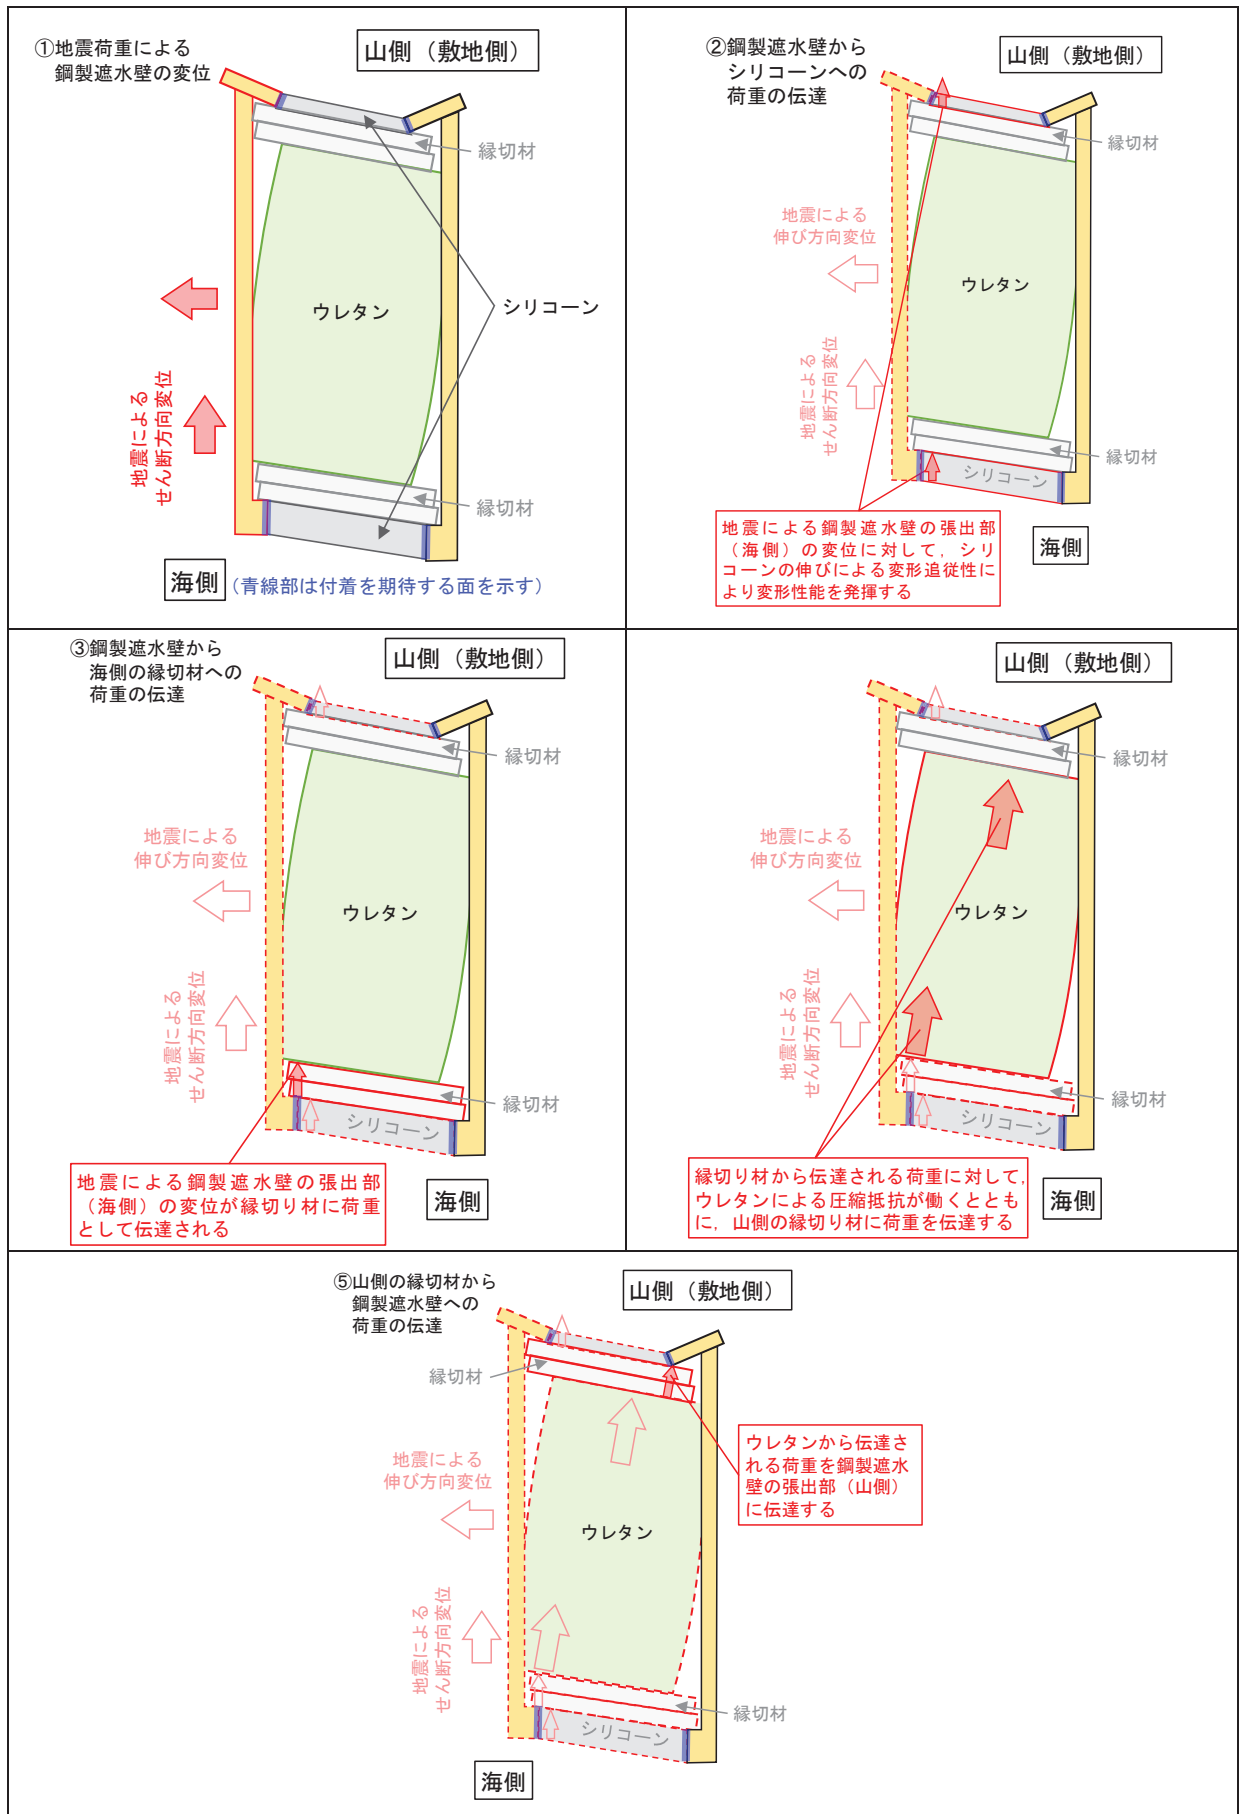 ①地震荷重による
鋼製遮水壁の変位
山側（敷地側）
縁切材
ウレタン
シリコーン
地震による
せん断方向変位
縁切材
海側
（青線部は付着を期待する面を示す）
②鋼製遮水壁から
シリコーンへの
荷重の伝達
山側（敷地側）
縁切材
地震による
伸び方向変位
ウレタン
地震による
せん断方向変位
縁切材
シリコーン
地震による鋼製遮水壁の張出部
（海側）の変位に対して，シリ
コーンの伸びによる変形追従性に
より変形性能を発揮する
海側
③鋼製遮水壁から
海側の縁切材への
荷重の伝達
山側（敷地側）
縁切材
地震による
伸び方向変位
ウレタン
地震による
せん断方向変位
縁切材
シリコーン
地震による鋼製遮水壁の張出部
（海側）の変位が縁切り材に荷重
として伝達される
海側
山側（敷地側）
縁切材
地震による
伸び方向変位
ウレタン
地震による
せん断方向変位
縁切材
シリコーン
縁切り材から伝達される荷重に対して，
ウレタンによる圧縮抵抗が働くととも
に，山側の縁切り材に荷重を伝達する
海側
⑤山側の縁切材から
鋼製遮水壁への
荷重の伝達
山側（敷地側）
縁切材
ウレタンから伝達さ
れる荷重を鋼製遮水
壁の張出部（山側）
に伝達する
地震による
伸び方向変位
ウレタン
地震による
せん断方向変位
縁切材
シリコーン
海側